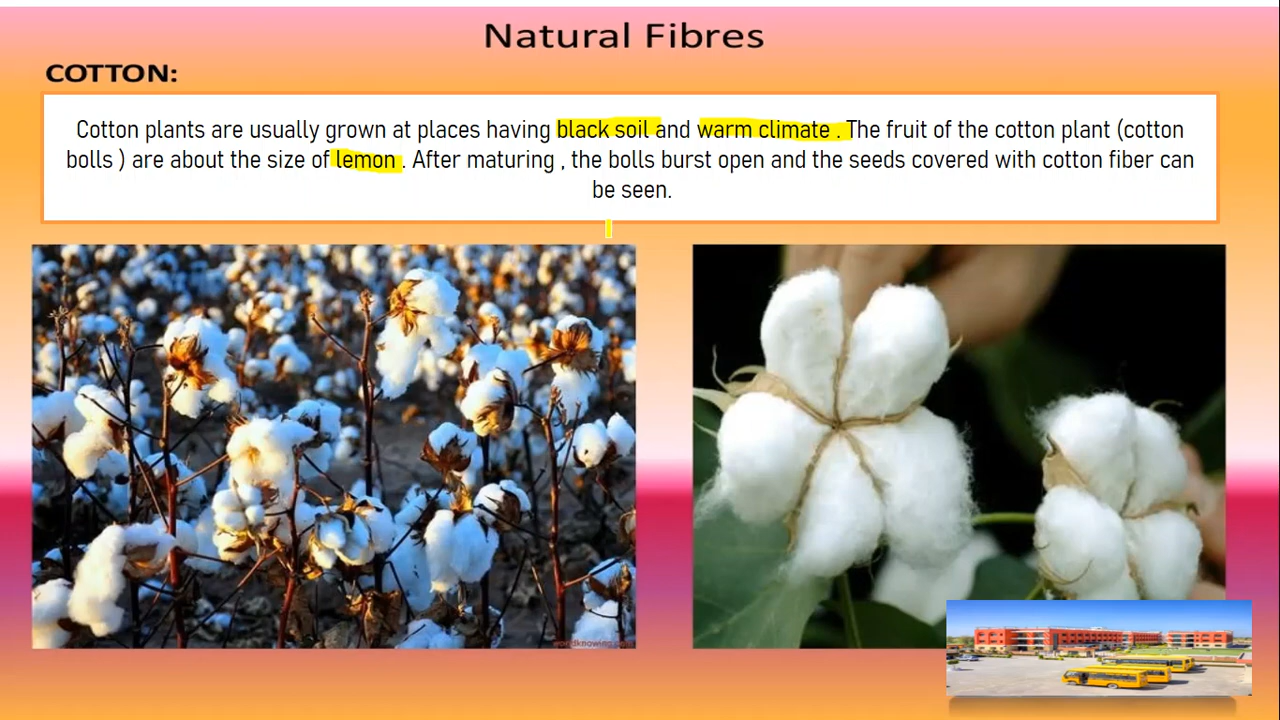 Natural Fibres
COTTON:
Cotton plants are usually grown at places having black soil and warm climate . The fruit of the cotton plant (cotton
bolls ) are about the size of lemon . After maturing , the bolls burst open and the seeds covered with cotton fiber can
be seen.